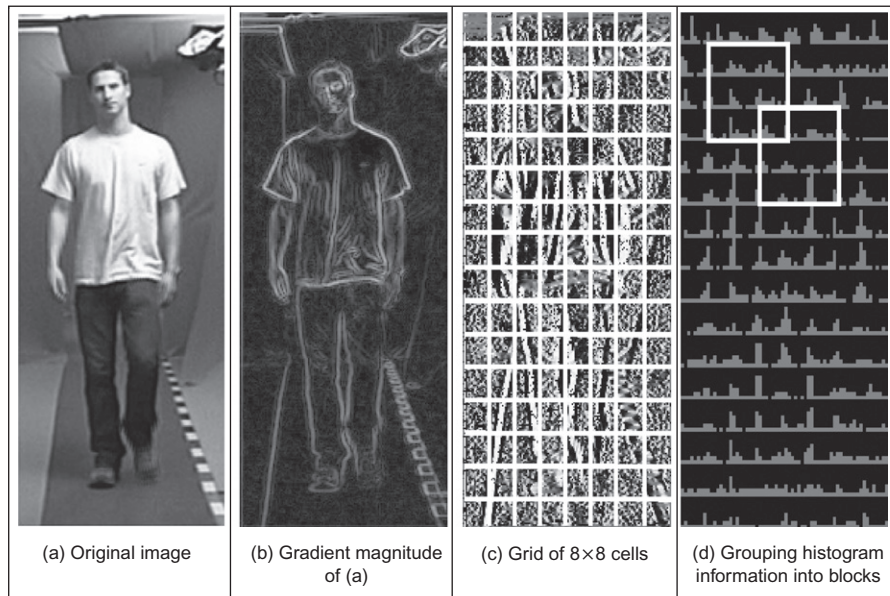 (a) Original image
(b) Gradient magnitude
of (a)
(c) Grid of 8×8 cells
(d) Grouping histogram
information into blocks